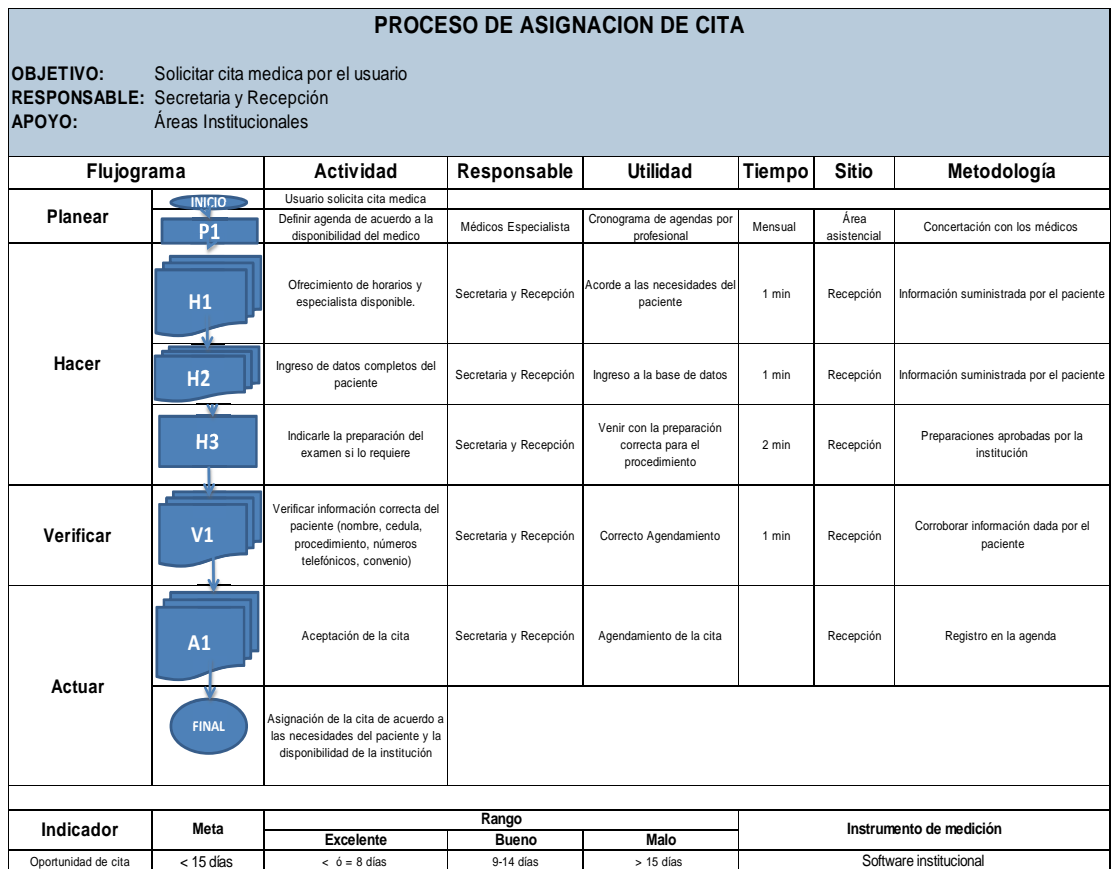 PROCESO DE ASIGNACION DE CITA
OBJETIVO: Solicitar cita medica por el usuario
RESPONSABLE: Secretaria y Recepción
APOYO: Áreas Institucionales
Flujograma Actividad Responsable Utilidad Tiempo Sitio Metodología
Planear
INICIO
Usuario solicita cita medica
P1
Definir agenda de acuerdo a la
disponibilidad del medico
Médicos Especialista
Cronograma de agendas por
profesional
Mensual
Área
asistencial
Concertación con los médicos
Hacer
H1
Ofrecimiento de horarios y
especialista disponible.
Secretaria y Recepción
Acorde a las necesidades del
paciente
1 min
Recepción
Información suministrada por el paciente
H2
Ingreso de datos completos del
paciente
Secretaria y Recepción
Ingreso a la base de datos
1 min
Recepción
Información suministrada por el paciente
H3
Indicarle la preparación del
examen si lo requiere
Secretaria y Recepción
Venir con la preparación
correcta para el
procedimiento
2 min
Recepción
Preparaciones aprobadas por la
institución
Verificar
V1
Verificar información correcta del
paciente (nombre, cedula,
procedimiento, números
telefónicos, convenio)
Secretaria y Recepción
Correcto Agendamiento
1 min
Recepción
Corroborar información dada por el
paciente
Actuar
A1
Aceptación de la cita
Secretaria y Recepción
Agendamiento de la cita
Recepción
Registro en la agenda
FINAL
Asignación de la cita de acuerdo a
las necesidades del paciente y la
disponibilidad de la institución
Indicador Meta Rango Instrumento de medición
Excelente Bueno Malo
Oportunidad de cita < 15 días < ó = 8 días 9-14 días > 15 días Software institucional